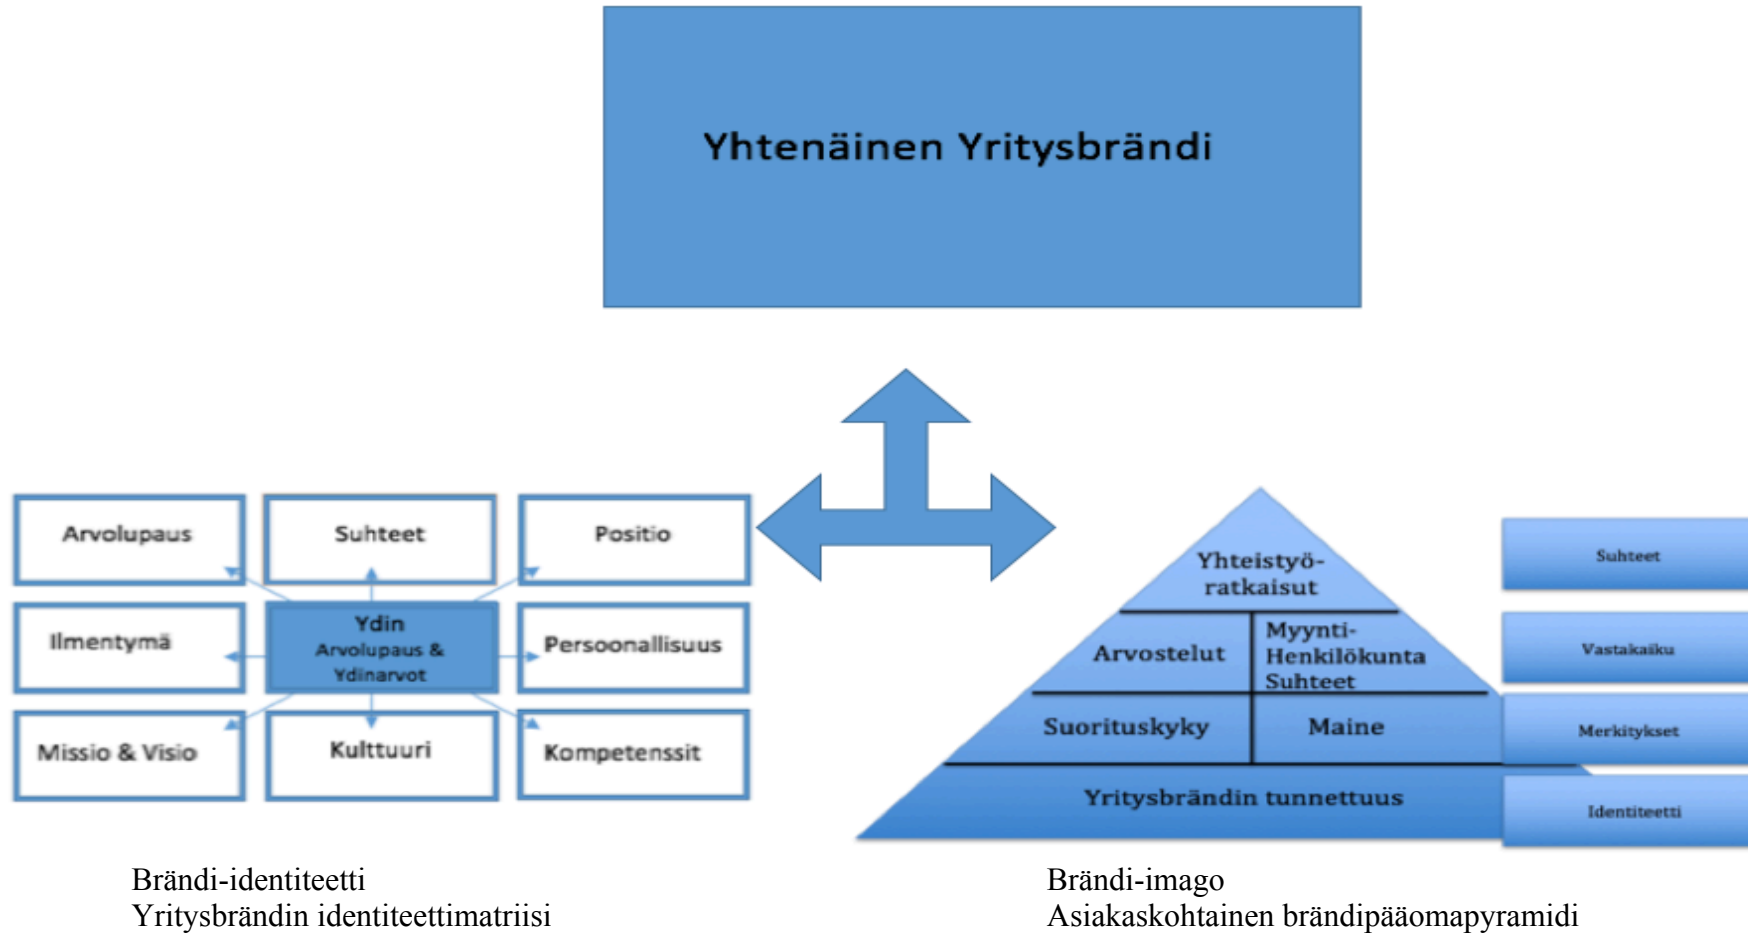 Yhtenäinen Yritysbrändi
Arvolupaus
Suhteet
Positio
Ilmentymä
Ydin
Arvolupaus &
Ydinarvot
Persoonallisuus
Missio & Visio
Kulttuuri
Kompetenssit
Yhteistyö-
ratkaisut
Arvostelut
Myynti-
Henkilökunta
Suhteet
Suorituskyky
Maine
Yritysbrändin tunnettuus
Suhteet
Vastakaiku
Merkitykset
Identiteetti
Brändi-identiteetti
Yritysbrändin identiteettimatriisi
Brändi-imago
Asiakaskohtainen brändipääomapyramidi